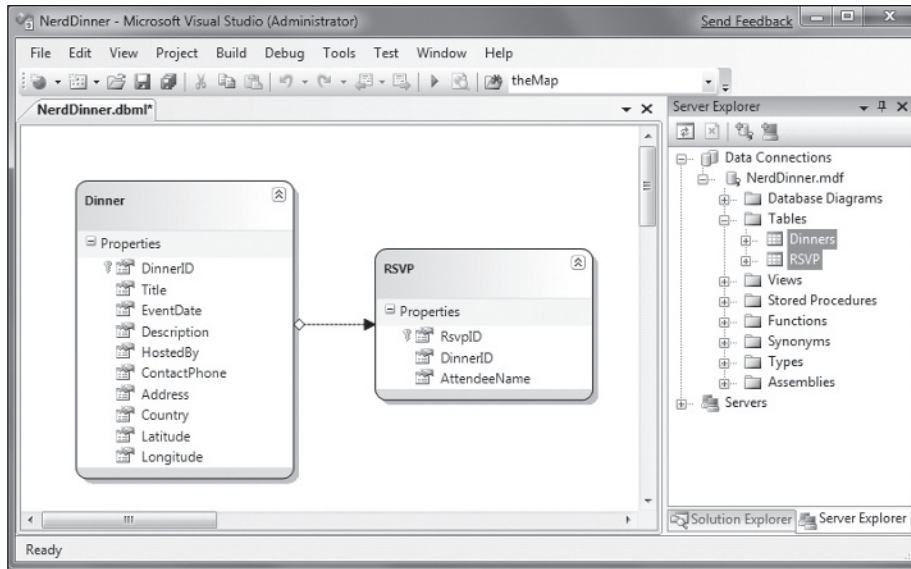 NerdDinner - Microsoft Visual Studio (Administrator)
Send Feedback
File Edit View Project Build Debug Tools Test Window Help
theMap
NerdDinner.dbml*
Dinner
Properties
DinnerID
Title
EventDate
Description
HostedBy
ContactPhone
Address
Country
Latitude
Longitude
RSVP
Properties
RsvpID
DinnerID
AttendeeName
Server Explorer
Data Connections
NerdDinner.mdf
Database Diagrams
Tables
Dinners
RSVP
Views
Stored Procedures
Functions
Synonyms
Types
Assemblies
Servers
Solution Explorer Server Explorer
Ready